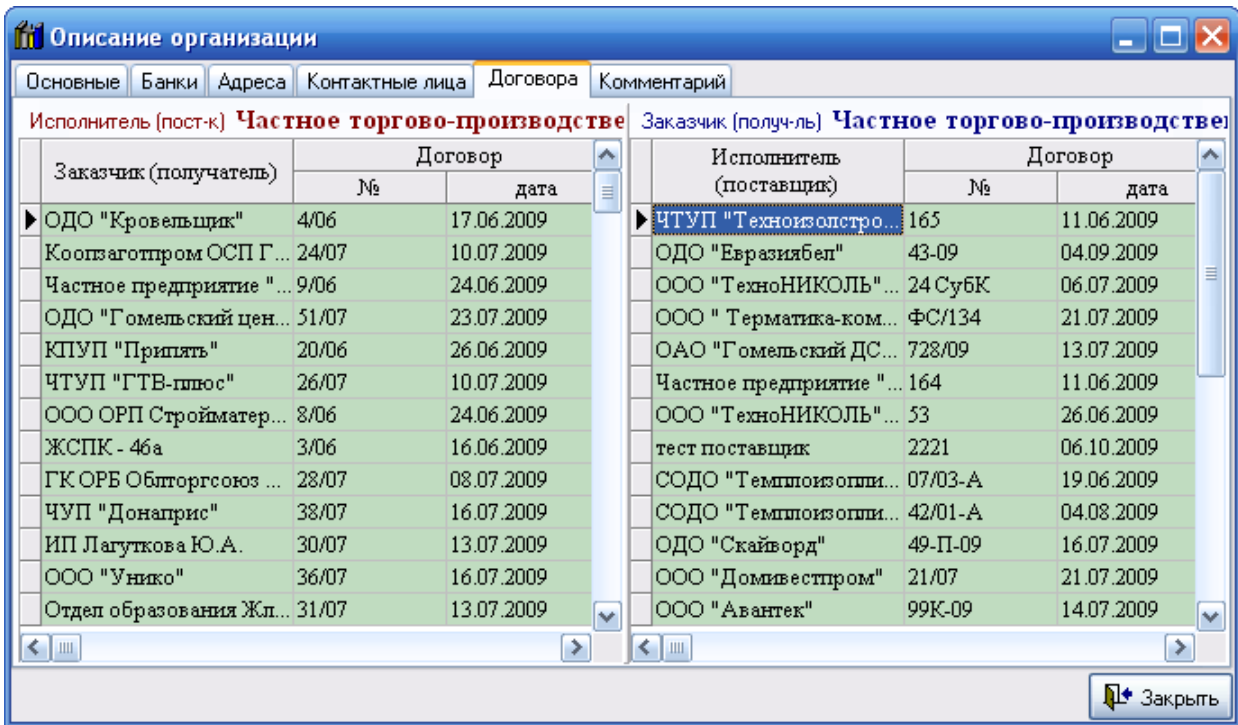 Описание организации
Основные Банки Адреса Контактные лица Договора Комментарий
Исполнитель (пост-к) Частное торгово-производстве
Заказчик (получатель) Договор
№ дата
ОДО "Кровельщик" 4/06 17.06.2009
Коопзаготпром ОСП Г... 24/07 10.07.2009
Частное предприятие "... 9/06 24.06.2009
ОДО "Гомельский цен... 51/07 23.07.2009
КПУП "Припять" 20/06 26.06.2009
ЧТУП "ГТВ-плюс" 26/07 10.07.2009
ООО ОРП Стройматер... 8/06 24.06.2009
ЖСПК - 46а 3/06 16.06.2009
ГК ОРБ Облторгсоюз ... 28/07 08.07.2009
ЧУП "Донаприс" 38/07 16.07.2009
ИП Лагуткова Ю.А. 30/07 13.07.2009
ООО "Унико" 36/07 16.07.2009
Отдел образования Жл... 31/07 13.07.2009
Заказчик (получ-ль) Частное торгово-производстве
Исполнитель (поставщик) Договор
№ дата
ЧТУП "Техноизолстро... 165 11.06.2009
ОДО "Евразиябел" 43-09 04.09.2009
ООО "ТехноНИКОЛЬ"... 24 СубК 06.07.2009
ООО " Терматика-ком... ФС/134 21.07.2009
ОАО "Гомельский ДС... 728/09 13.07.2009
Частное предприятие "... 164 11.06.2009
ООО "ТехноНИКОЛЬ"... 53 26.06.2009
тест поставщик 2221 06.10.2009
СОДО "Темплоизопли... 07/03-А 19.06.2009
СОДО "Темплоизопли... 42/01-А 04.08.2009
ОДО "Скайворд" 49-П-09 16.07.2009
ООО "Домивестпром" 21/07 21.07.2009
ООО "Авантек" 99К-09 14.07.2009
Закрыть